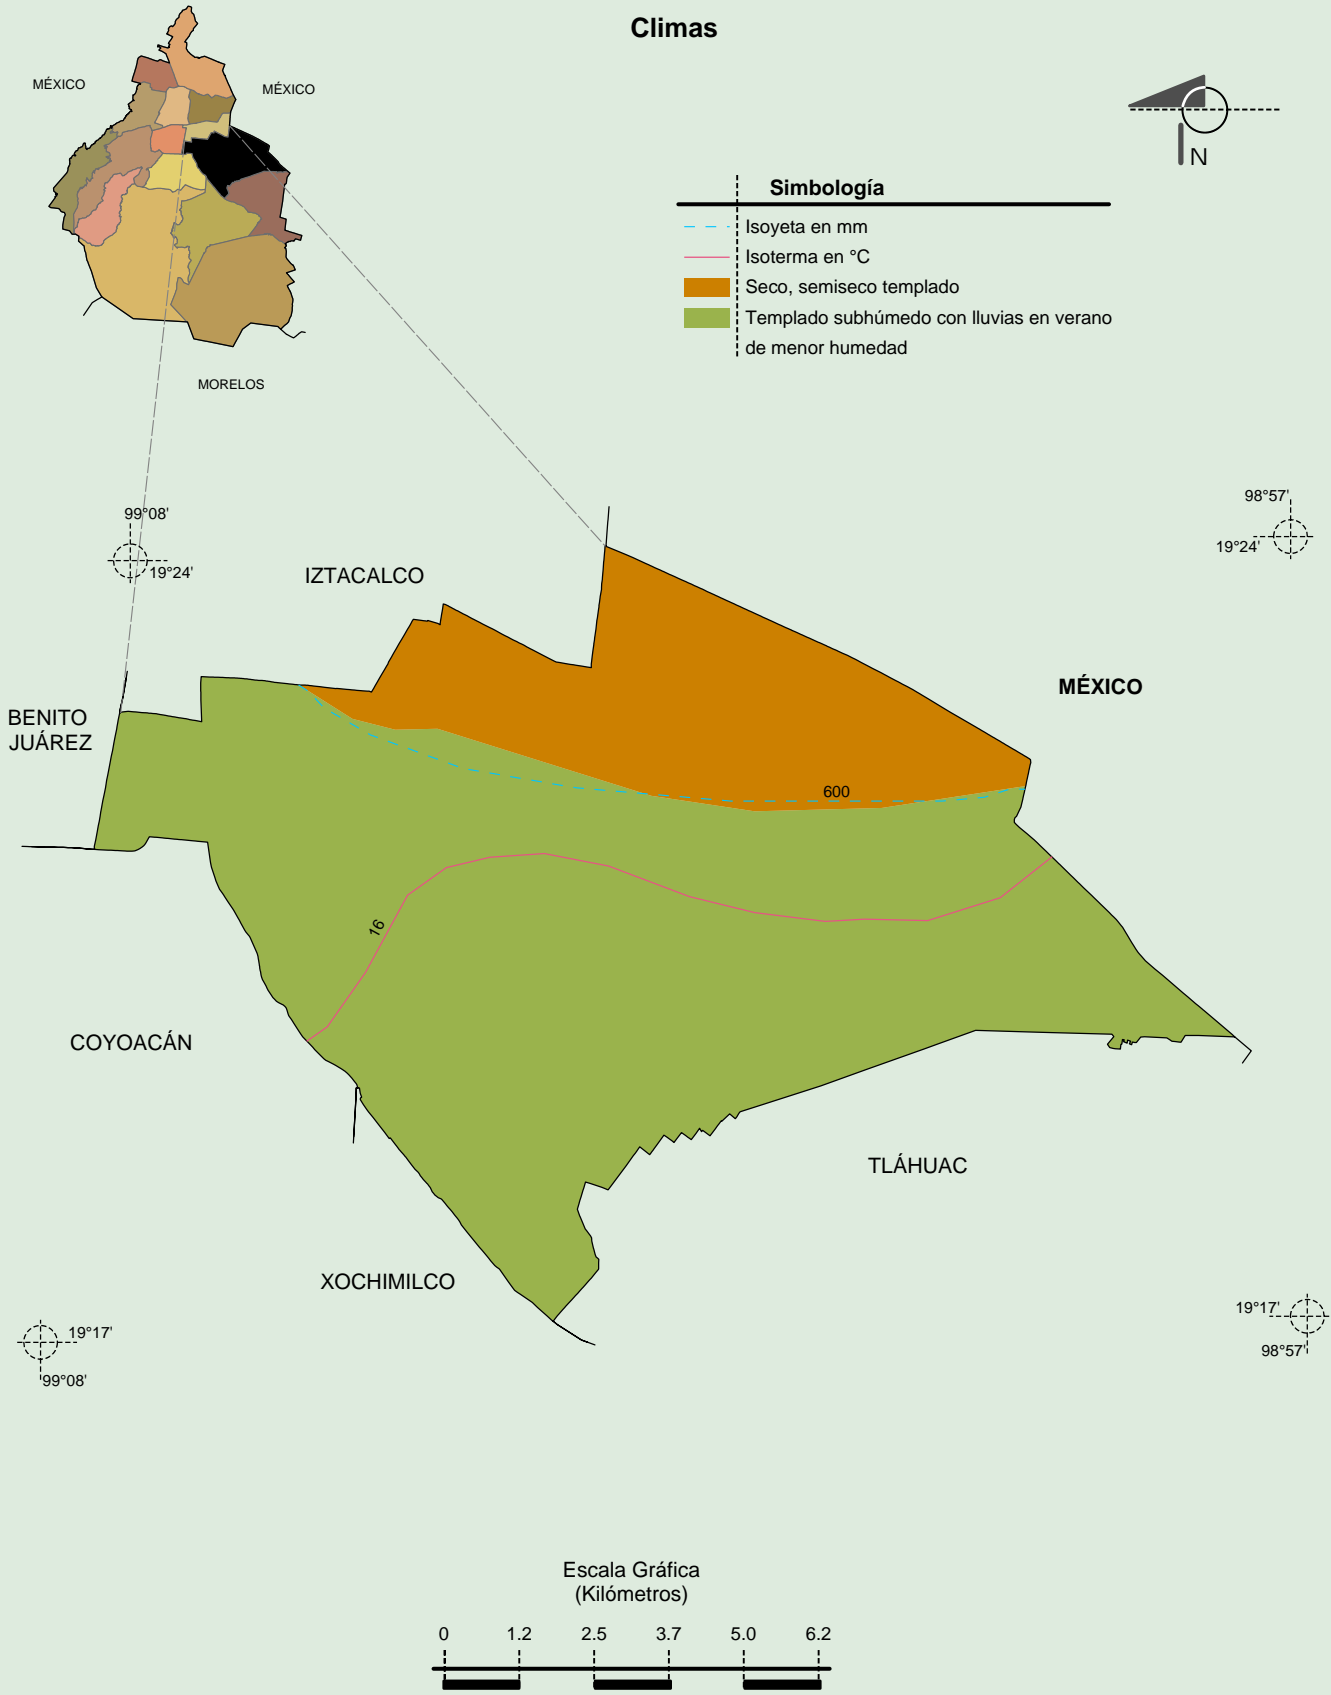 Climas
MÉXICO
MÉXICO
MORELOS
N
Simbología
Isoyeta en mm
Isoterma en °C
Seco, semiseco templado
Templado subhúmedo con lluvias en verano
de menor humedad
99°08'
19°24'
98°57'
19°24'
IZTACALCO
MÉXICO
BENITO
JUÁREZ
600
16
COYOACÁN
TLÁHUAC
XOCHIMILCO
19°17'
99°08'
19°17'
98°57'
Escala Gráfica
(Kilómetros)
0 1.2 2.5 3.7 5.0 6.2